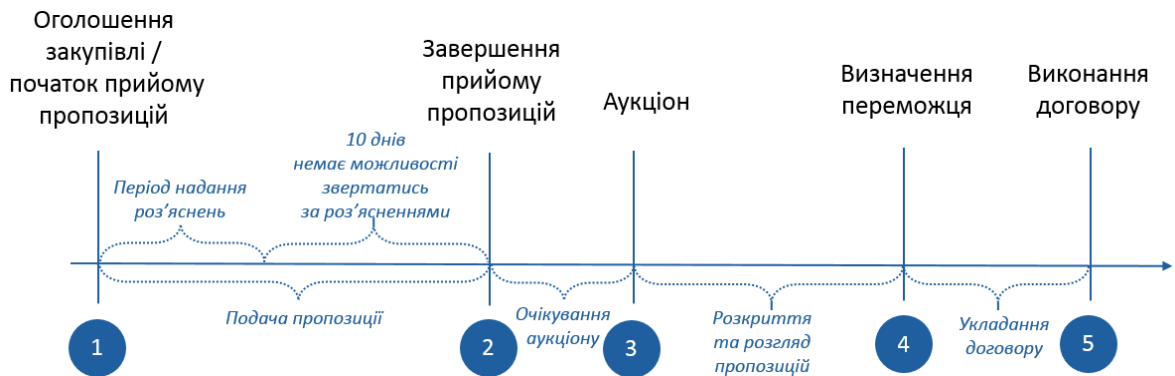 Оголошення
закупівлі /
початок прийому
пропозицій
Завершення
прийому
пропозицій
Аукціон
Визначення
переможця
Виконання
договору
Період надання
роз’яснень
10 днів
немає можливості
звертатись
за роз’ясненнями
Подача пропозиції
Очікування
аукціону
Розкриття
та розгляд
пропозицій
Укладання
договору
1
2
3
4
5